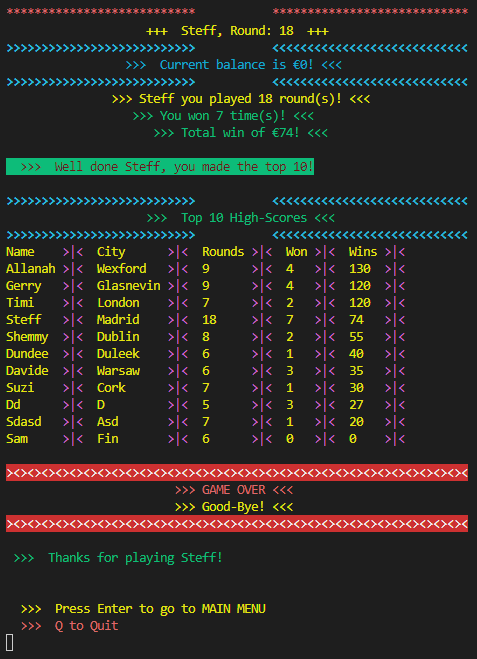 *************************** ****************************
+++ Steff, Round: 18 +++
>>>>>>>>>>>>>>>>>>>>>>>>>>> <<<<<<<<<<<<<<<<<<<<<<<<<<<<
>>> Current balance is €0! <<<
>>>>>>>>>>>>>>>>>>>>>>>>>>> <<<<<<<<<<<<<<<<<<<<<<<<<<<<
>>> Steff you played 18 round(s)! <<<
>>> You won 7 time(s)! <<<
>>> Total win of €74! <<<
>>> Well done Steff, you made the top 10!
>>>>>>>>>>>>>>>>>>>>>>>>>>> <<<<<<<<<<<<<<<<<<<<<<<<<<<<
>>> Top 10 High-Scores <<<
>>>>>>>>>>>>>>>>>>>>>>>>>>> <<<<<<<<<<<<<<<<<<<<<<<<<<<<
Name >|< City >|< Rounds >|< Won >|< Wins >|<
Allanah >|< Wexford >|< 9 >|< 4 >|< 130 >|<
Gerry >|< Glasnevin >|< 9 >|< 4 >|< 120 >|<
Timi >|< London >|< 7 >|< 2 >|< 120 >|<
Steff >|< Madrid >|< 18 >|< 7 >|< 74 >|<
Shemmy >|< Dublin >|< 8 >|< 2 >|< 55 >|<
Dundee >|< Duleek >|< 6 >|< 1 >|< 40 >|<
Davide >|< Warsaw >|< 6 >|< 3 >|< 35 >|<
Suzi >|< Cork >|< 7 >|< 1 >|< 30 >|<
Dd >|< D >|< 5 >|< 3 >|< 27 >|<
Sdasd >|< Asd >|< 7 >|< 1 >|< 20 >|<
Sam >|< Fin >|< 6 >|< 0 >|< 0 >|<
><><><><><><><><><><><><><><><><><><><><><><><><><><><><><><><><><
>>> GAME OVER <<<
>>> Good-Bye! <<<
><><><><><><><><><><><><><><><><><><><><><><><><><><><><><><><><><
>>> Thanks for playing Steff!
>>> Press Enter to go to MAIN MENU
>>> Q to Quit